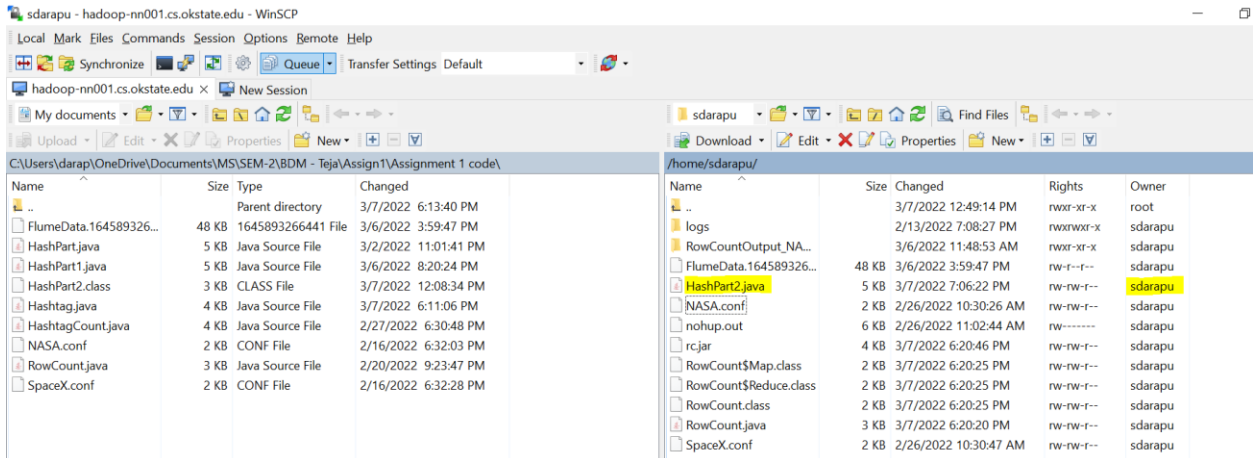 sdarapu - hadoop-nn001.cs.okstate.edu - WinSCP
Local Mark Files Commands Session Options Remote Help
Synchronize Queue Transfer Settings Default
hadoop-nn001.cs.okstate.edu × New Session
My documents
Upload Edit Properties New
C:\Users\darap\OneDrive\Documents\MS\SEM-2\BDM - Teja\Assign1\Assignment 1 code\
Name Size Type Changed
.. Parent directory 3/7/2022 6:13:40 PM
FlumeData.164589326... 48 KB 1645893266441 File 3/6/2022 3:59:47 PM
HashPart.java 5 KB Java Source File 3/2/2022 11:01:41 PM
HashPart1.java 5 KB Java Source File 3/6/2022 8:20:24 PM
HashPart2.class 3 KB CLASS File 3/7/2022 12:08:34 PM
Hashtag.java 4 KB Java Source File 3/7/2022 6:11:06 PM
HashtagCount.java 4 KB Java Source File 2/27/2022 6:30:48 PM
NASA.conf 2 KB CONF File 2/16/2022 6:32:03 PM
RowCount.java 3 KB Java Source File 2/20/2022 9:23:47 PM
SpaceX.conf 2 KB CONF File 2/16/2022 6:32:28 PM
sdarapu Find Files
Download Edit Properties New
/home/sdarapu/
Name Size Changed Rights Owner
.. 3/7/2022 12:49:14 PM rwxr-xr-x root
logs 2/13/2022 7:08:27 PM rwxrwxr-x sdarapu
RowCountOutput_NA... 3/6/2022 11:48:53 AM rwxr-xr-x sdarapu
FlumeData.164589326... 48 KB 3/6/2022 3:59:47 PM rw-r--r-- sdarapu
HashPart2.java 5 KB 3/7/2022 7:06:22 PM rw-rw-r-- sdarapu
NASA.conf 2 KB 2/26/2022 10:30:26 AM rw-rw-r-- sdarapu
nohup.out 6 KB 2/26/2022 11:02:44 AM rw------- sdarapu
rc.jar 4 KB 3/7/2022 6:20:46 PM rw-rw-r-- sdarapu
RowCount$Map.class 2 KB 3/7/2022 6:20:25 PM rw-rw-r-- sdarapu
RowCount$Reduce.class 2 KB 3/7/2022 6:20:25 PM rw-rw-r-- sdarapu
RowCount.class 2 KB 3/7/2022 6:20:25 PM rw-rw-r-- sdarapu
RowCount.java 3 KB 3/7/2022 6:20:20 PM rw-rw-r-- sdarapu
SpaceX.conf 2 KB 2/26/2022 10:30:47 AM rw-rw-r-- sdarapu